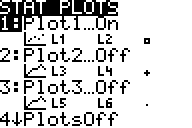 STAT PLOTS
1:Plot1…On
L1 L2
2:Plot2…Off
L3 L4
3:Plot3…Off
L5 L6
4↓PlotsOff